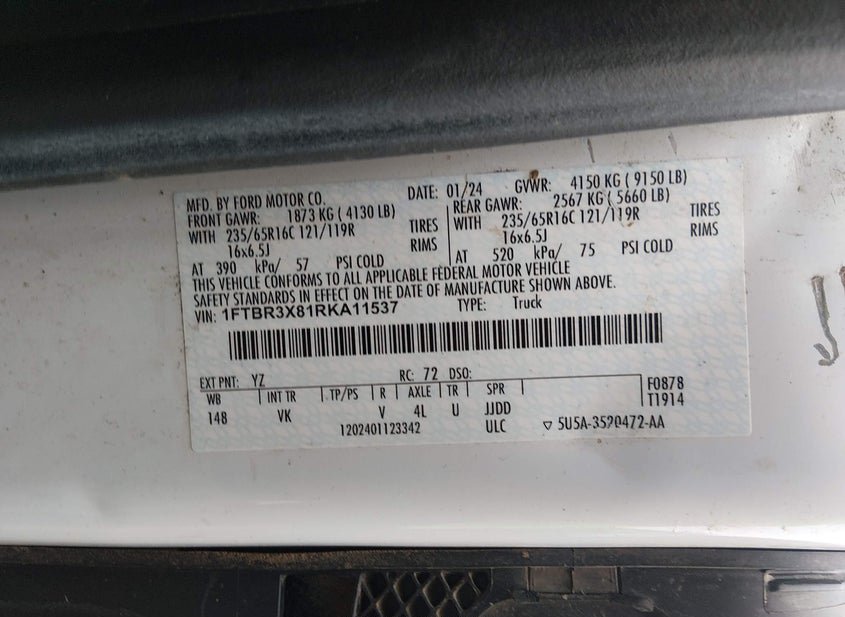 MFD. BY FORD MOTOR CO. DATE: 01/24 GVWR: 4150 KG ( 9150 LB)
FRONT GAWR: 1873 KG ( 4130 LB) REAR GAWR: 2567 KG ( 5660 LB)
WITH 235/65R16C 121/119R TIRES WITH 235/65R16C 121/119R TIRES
16x6.5J RIMS 16x6.5J RIMS
AT 390 kPa/ 57 PSI COLD AT 520 kPa/ 75 PSI COLD
THIS VEHICLE CONFORMS TO ALL APPLICABLE FEDERAL MOTOR VEHICLE
SAFETY STANDARDS IN EFFECT ON THE DATE OF MANUFACTURE SHOWN ABOVE.
VIN: 1FTBR3X81RKA11537 TYPE: Truck
EXT PNT: YZ RC: 72 DSO: F0878
WB INT TR TP/PS R AXLE TR SPR T1914
148 VK V 4L U JJDD
1202401123342 ULC ▽ 5U5A-3520472-AA